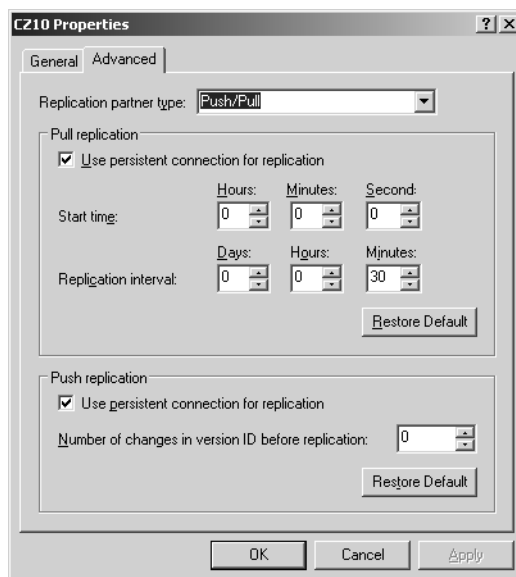 CZ10 Properties
General Advanced
Replication partner type: Push/Pull
Pull replication
Use persistent connection for replication
Hours: Minutes: Second:
Start time: 0 0 0
Days: Hours: Minutes:
Replication interval: 0 0 30
Restore Default
Push replication
Use persistent connection for replication
Number of changes in version ID before replication: 0
Restore Default
OK Cancel Apply